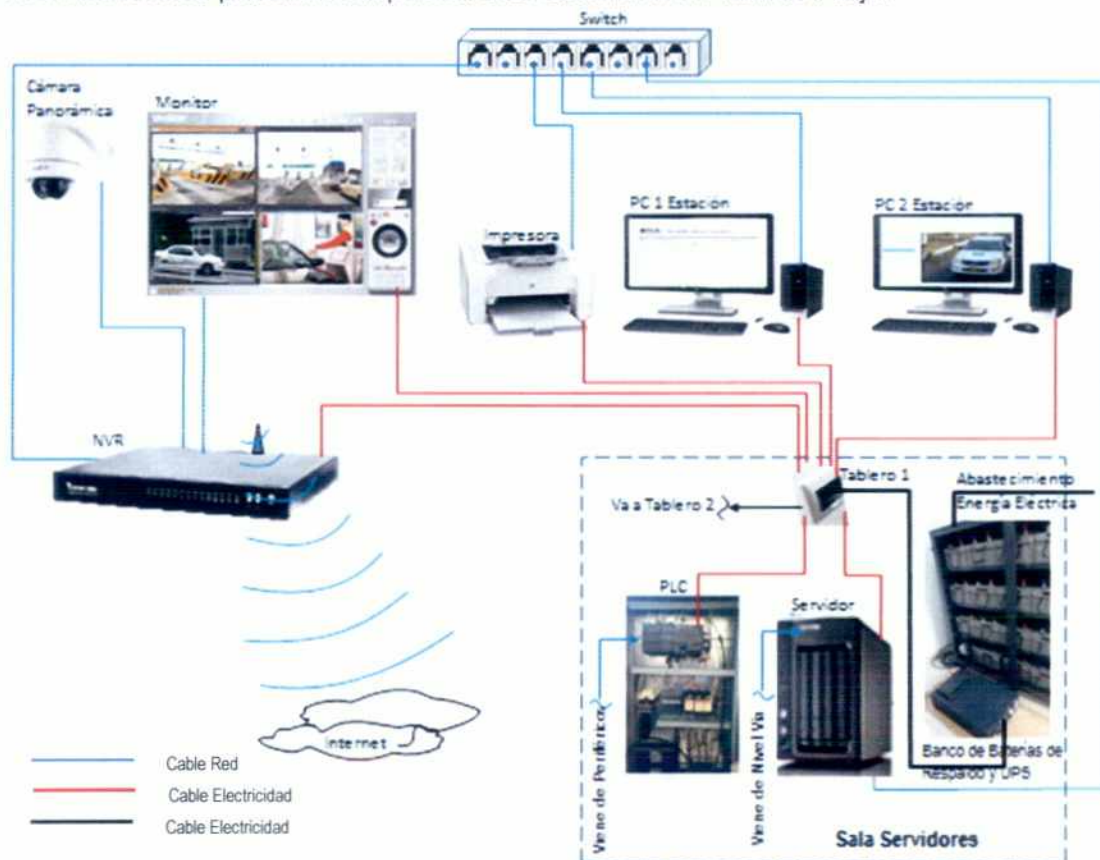 Switch
Cámara
Panorámica
Monitor
Impresora
PC 1 Estación
PC 2 Estación
NVR
Tablero 1
Va a Tablero 2
Abastecimiento
Energía Eléctrica
PLC
Servidor
Viene de Periféricos
Viene de Nivel Vía
Banco de Baterías de
Respaldo y UPS
Internet
Cable Red
Cable Electricidad
Cable Electricidad
Sala Servidores